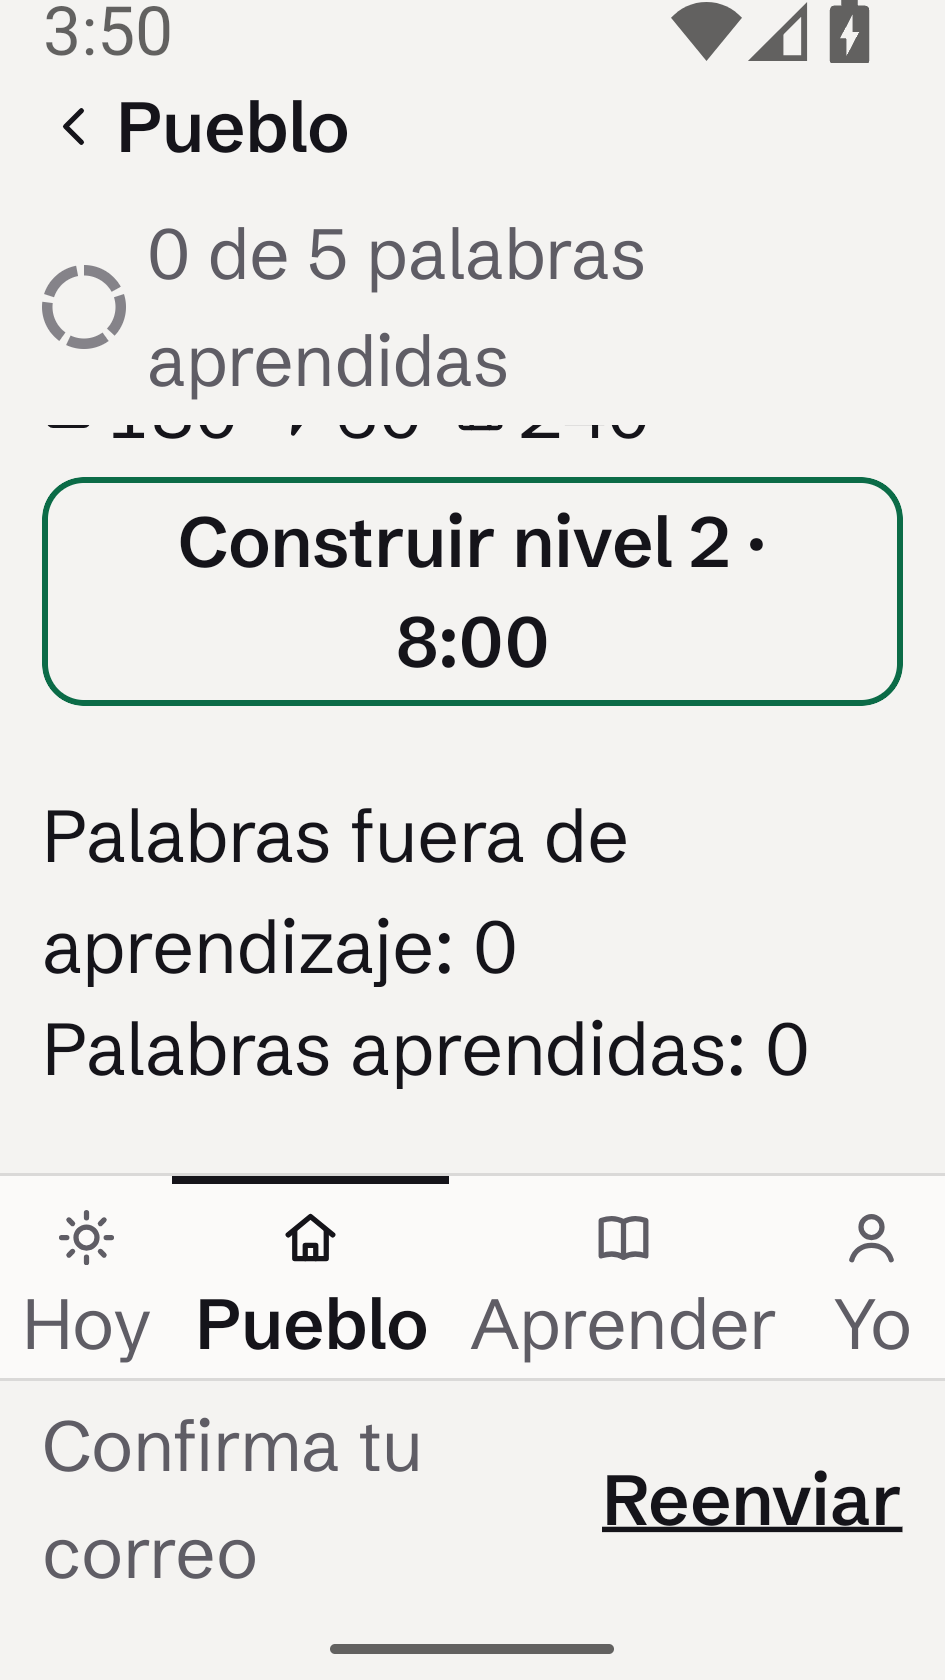 3:50
Pueblo
0 de 5 palabras
aprendidas
Construir nivel 2 ·
8:00
Palabras fuera de
aprendizaje: 0
Palabras aprendidas: 0
Hoy
Pueblo
Aprender
Yo
Confirma tu
correo
Reenviar